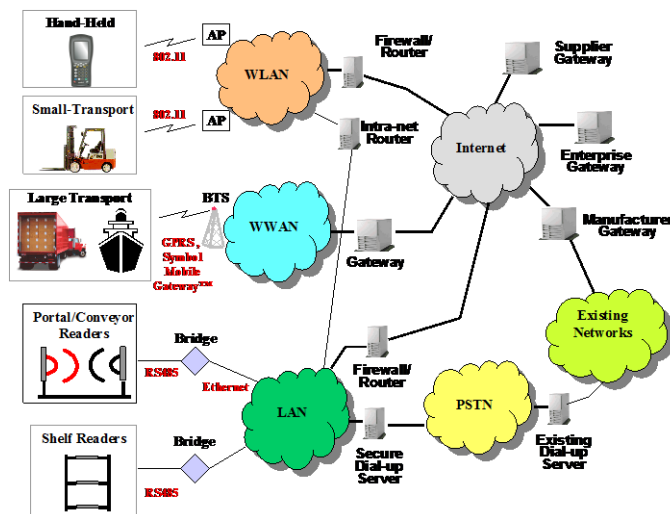 Hand-Held
802.11
AP
WLAN
Firewall/
Router
Supplier
Gateway
Small-Transport
802.11
AP
Intra-net
Router
Internet
Enterprise
Gateway
Large Transport
BTS
GPRS,
Symbol
Mobile
Gateway™
WWAN
Gateway
Manufacturer
Gateway
Portal/Conveyor
Readers
RS485
Bridge
Ethernet
Firewall/
Router
Existing
Networks
LAN
PSTN
Shelf Readers
RS485
Bridge
Secure
Dial-up
Server
Existing
Dial-up
Server